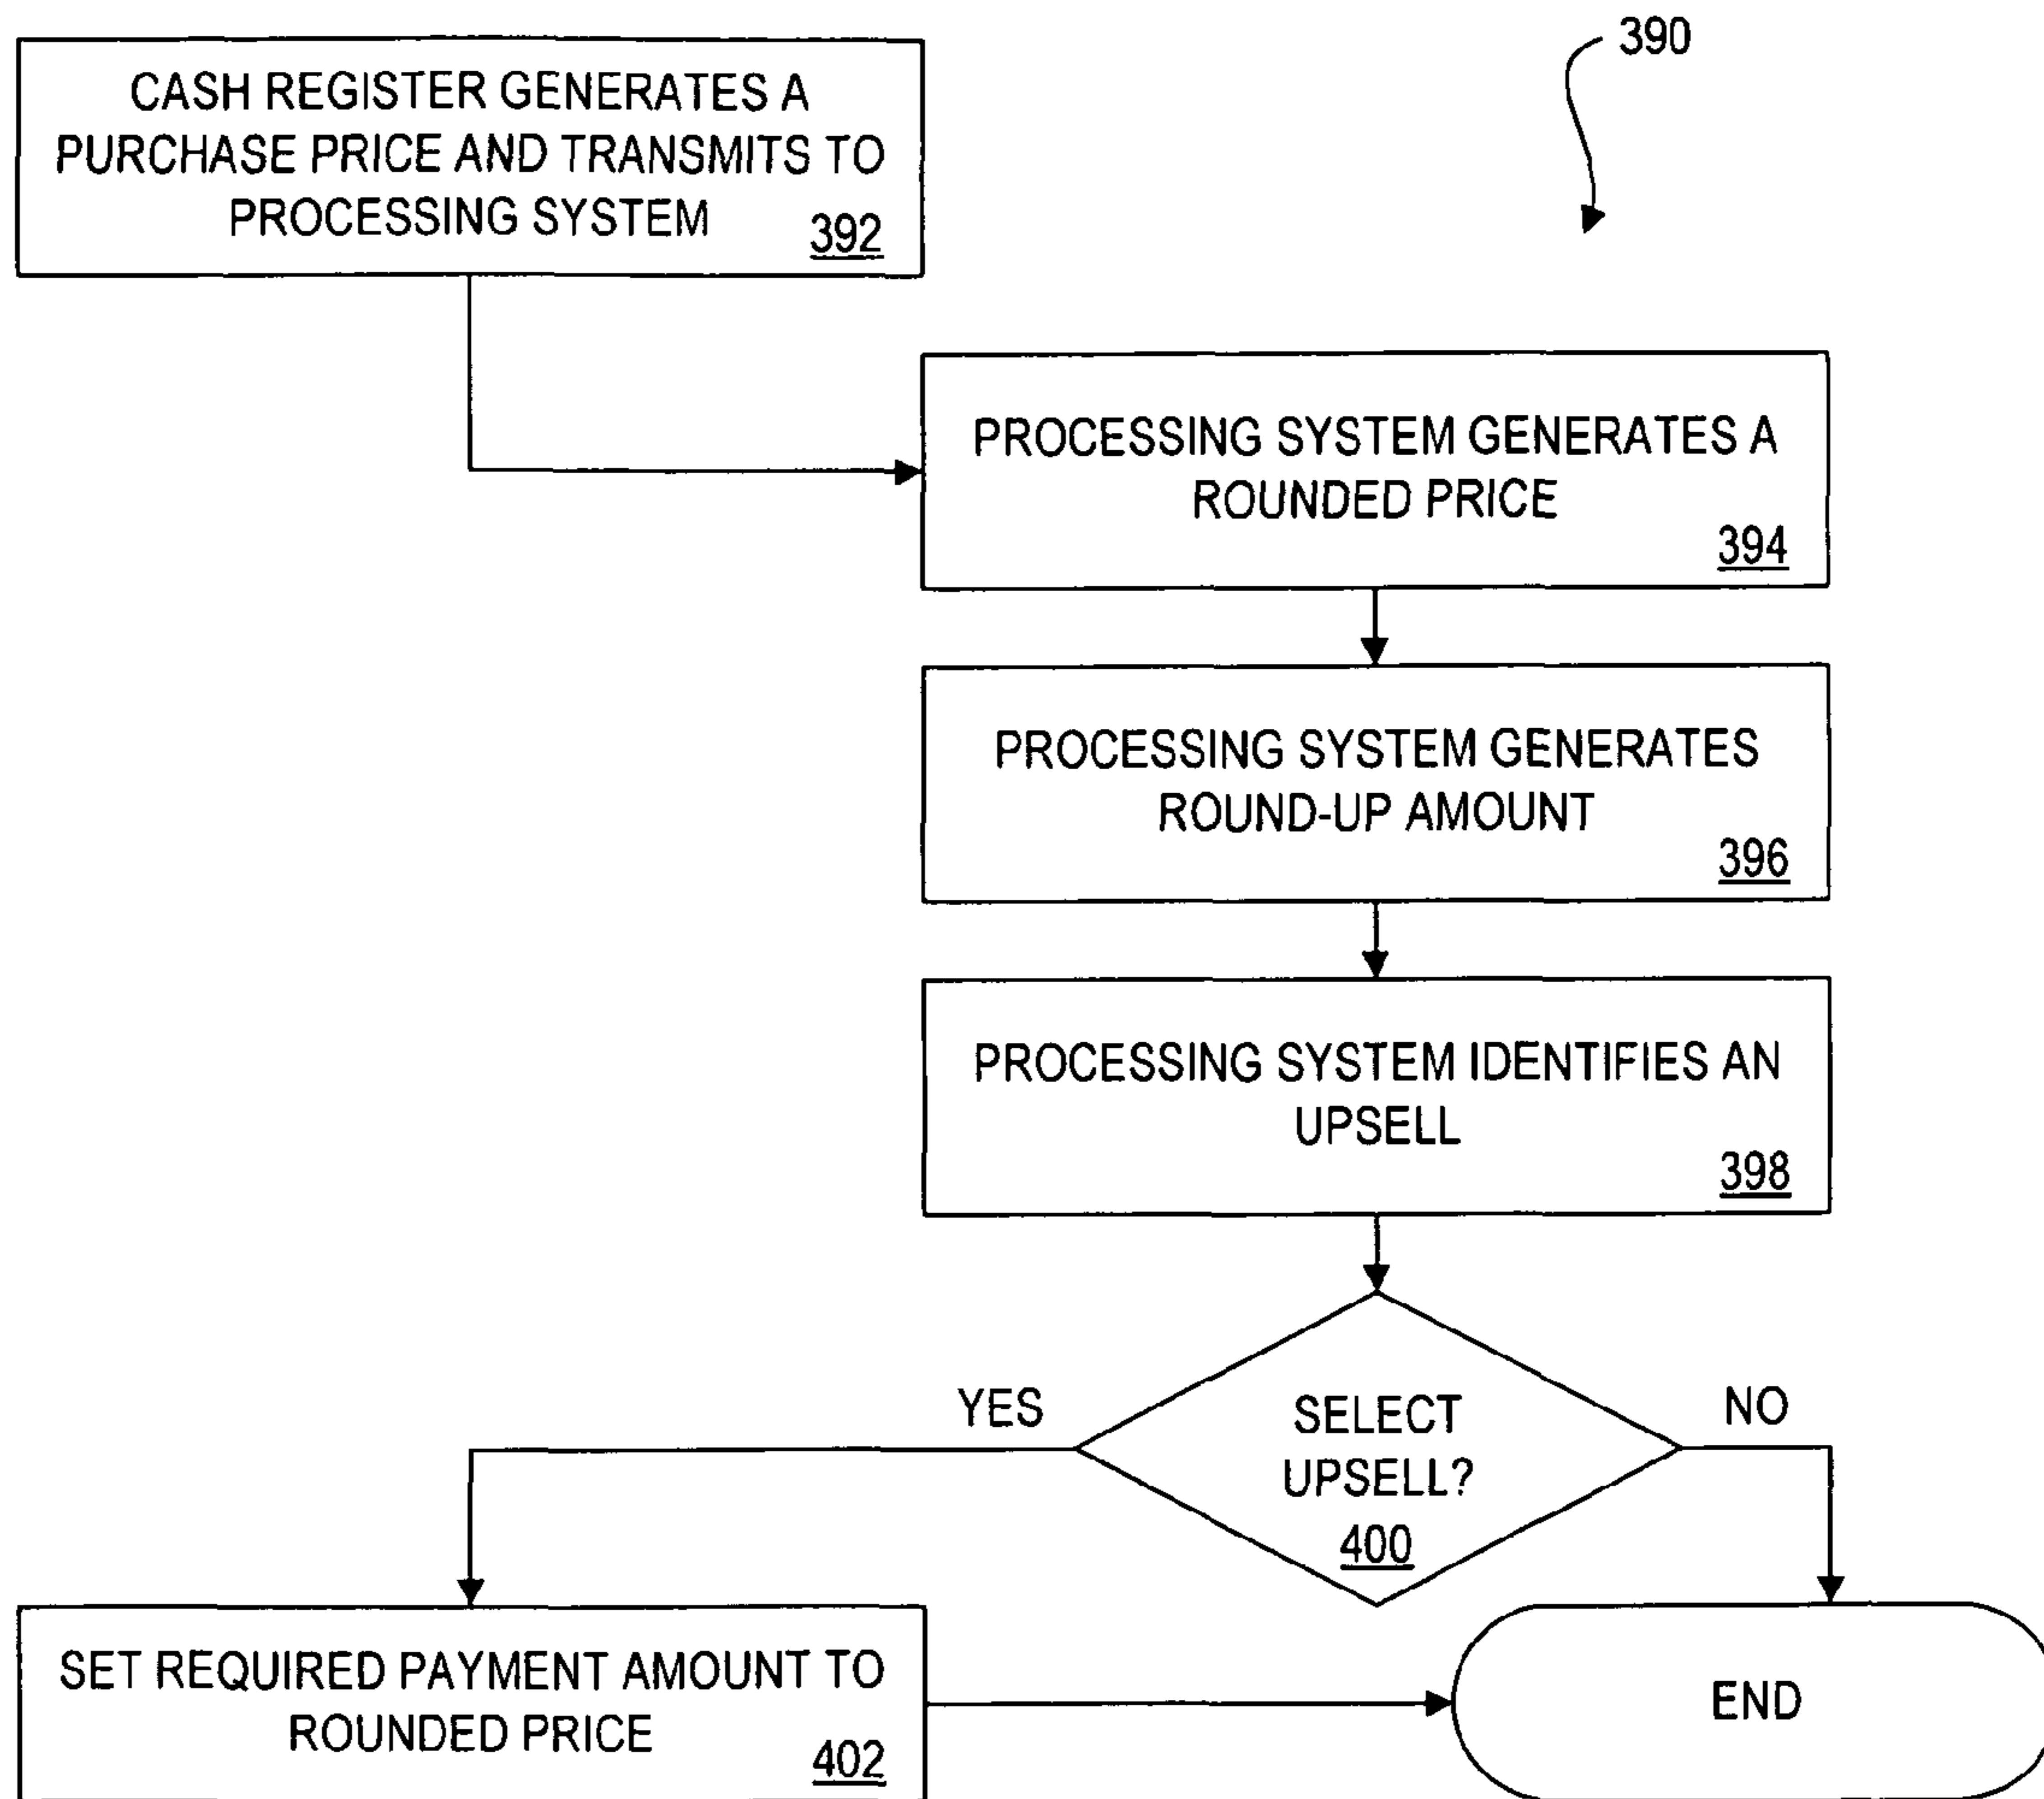 390
CASH REGISTER GENERATES A
PURCHASE PRICE AND TRANSMITS TO
PROCESSING SYSTEM
392
PROCESSING SYSTEM GENERATES A
ROUNDED PRICE
394
PROCESSING SYSTEM GENERATES
ROUND-UP AMOUNT
396
PROCESSING SYSTEM IDENTIFIES AN
UPSELL
398
SELECT
UPSELL?
400
YES
NO
SET REQUIRED PAYMENT AMOUNT TO
ROUNDED PRICE
402
END